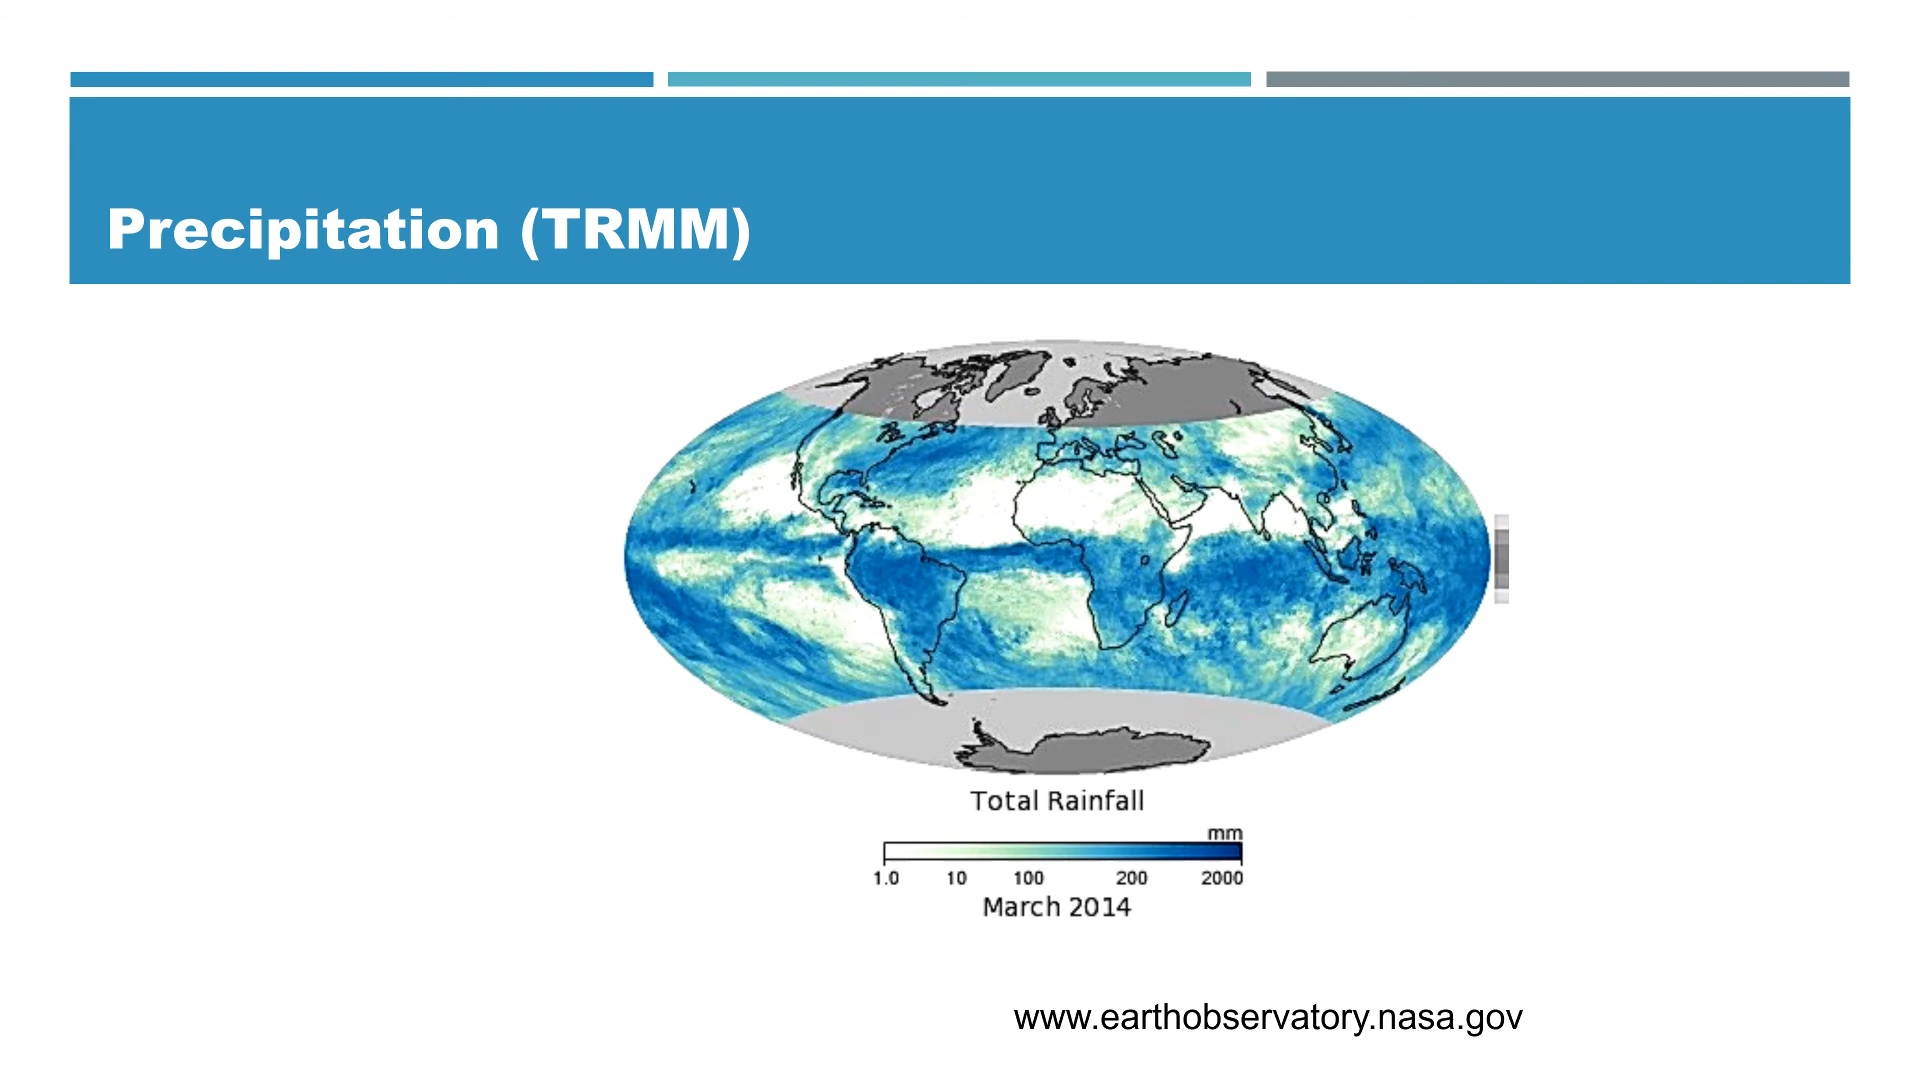 Precipitation (TRMM)
Total Rainfall
mm
1.0 10 100 200 2000
March 2014
www.earthobservatory.nasa.gov